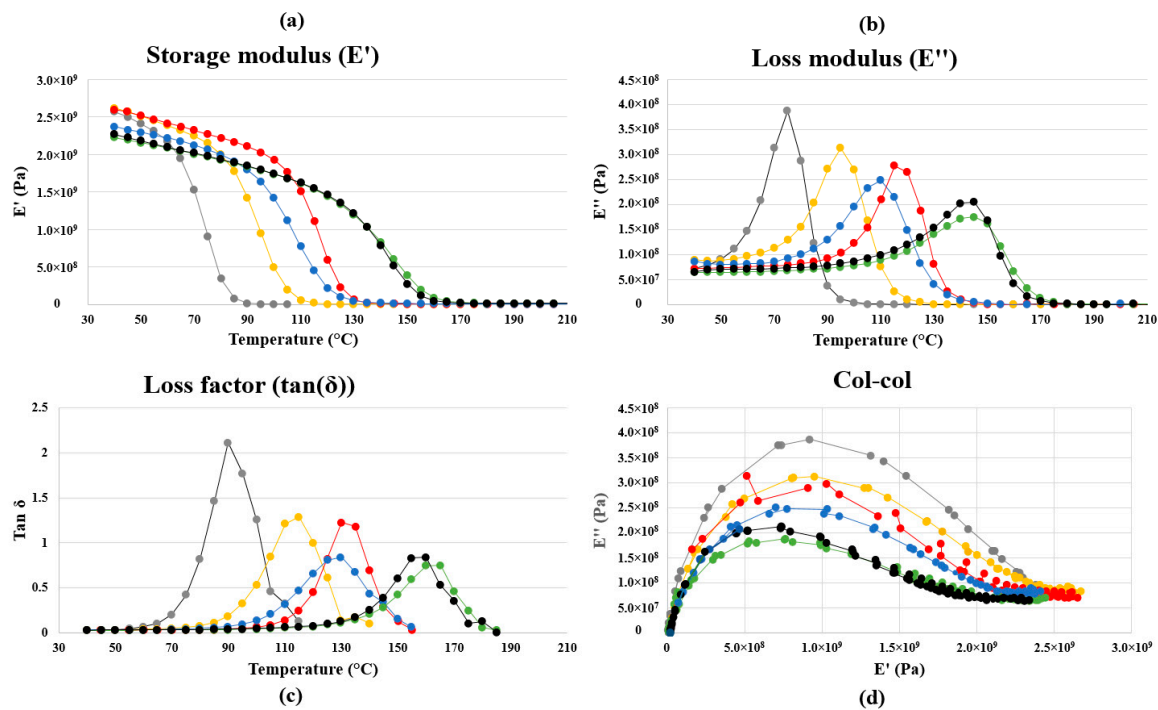 (a)
Storage modulus (E')
3.0×10⁹
2.5×10⁹
2.0×10⁹
1.5×10⁹
1.0×10⁹
5.0×10⁸
0
E' (Pa)
30 50 70 90 110 130 150 170 190 210
Temperature (°C)
(b)
Loss modulus (E'')
4.5×10⁸
4.0×10⁸
3.5×10⁸
3.0×10⁸
2.5×10⁸
2.0×10⁸
1.5×10⁸
1.0×10⁸
5.0×10⁷
0
E'' (Pa)
30 50 70 90 110 130 150 170 190 210
Temperature (°C)
Loss factor (tan(δ))
2.5
2
1.5
1
0.5
0
Tan δ
30 50 70 90 110 130 150 170 190 210
Temperature (°C)
(c)
Col-col
4.5×10⁸
4.0×10⁸
3.5×10⁸
3.0×10⁸
2.5×10⁸
2.0×10⁸
1.5×10⁸
1.0×10⁸
5.0×10⁷
0
E'' (Pa)
5.0×10⁸ 1.0×10⁹ 1.5×10⁹ 2.0×10⁹ 2.5×10⁹ 3.0×10⁹
E' (Pa)
(d)